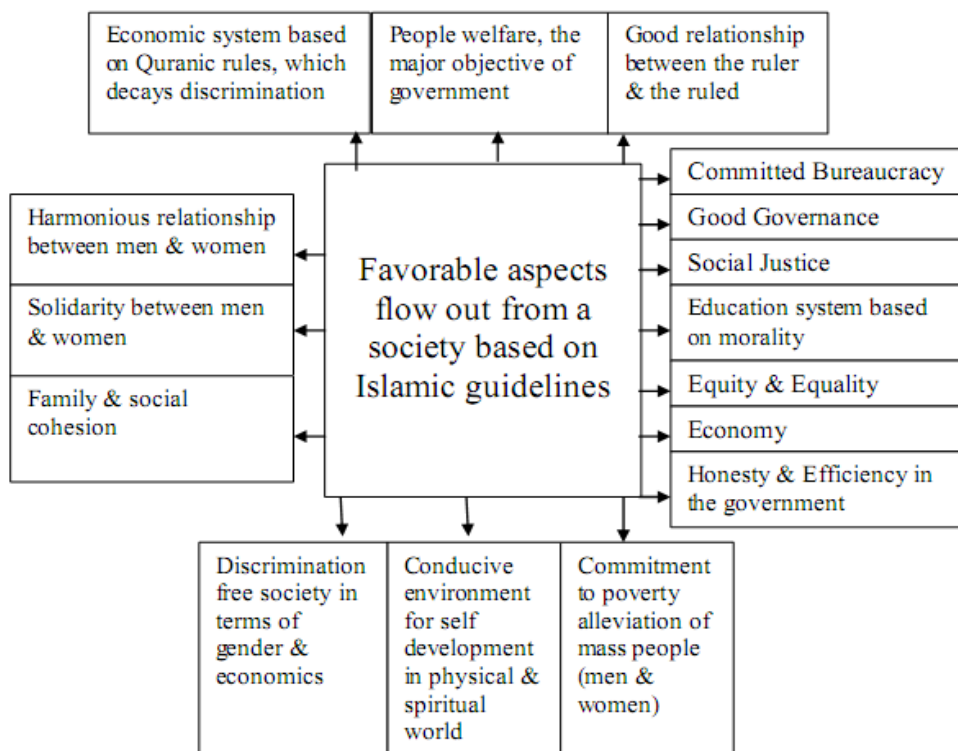 Economic system based
on Quranic rules, which
decays discrimination
People welfare, the
major objective of
government
Good relationship
between the ruler
& the ruled
Harmonious relationship
between men & women
Solidarity between men
& women
Family & social
cohesion
Favorable aspects
flow out from a
society based on
Islamic guidelines
Committed Bureaucracy
Good Governance
Social Justice
Education system based
on morality
Equity & Equality
Economy
Honesty & Efficiency in
the government
Discrimination
free society in
terms of
gender &
economics
Conducive
environment
for self
development
in physical &
spiritual
world
Commitment
to poverty
alleviation of
mass people
(men &
women)